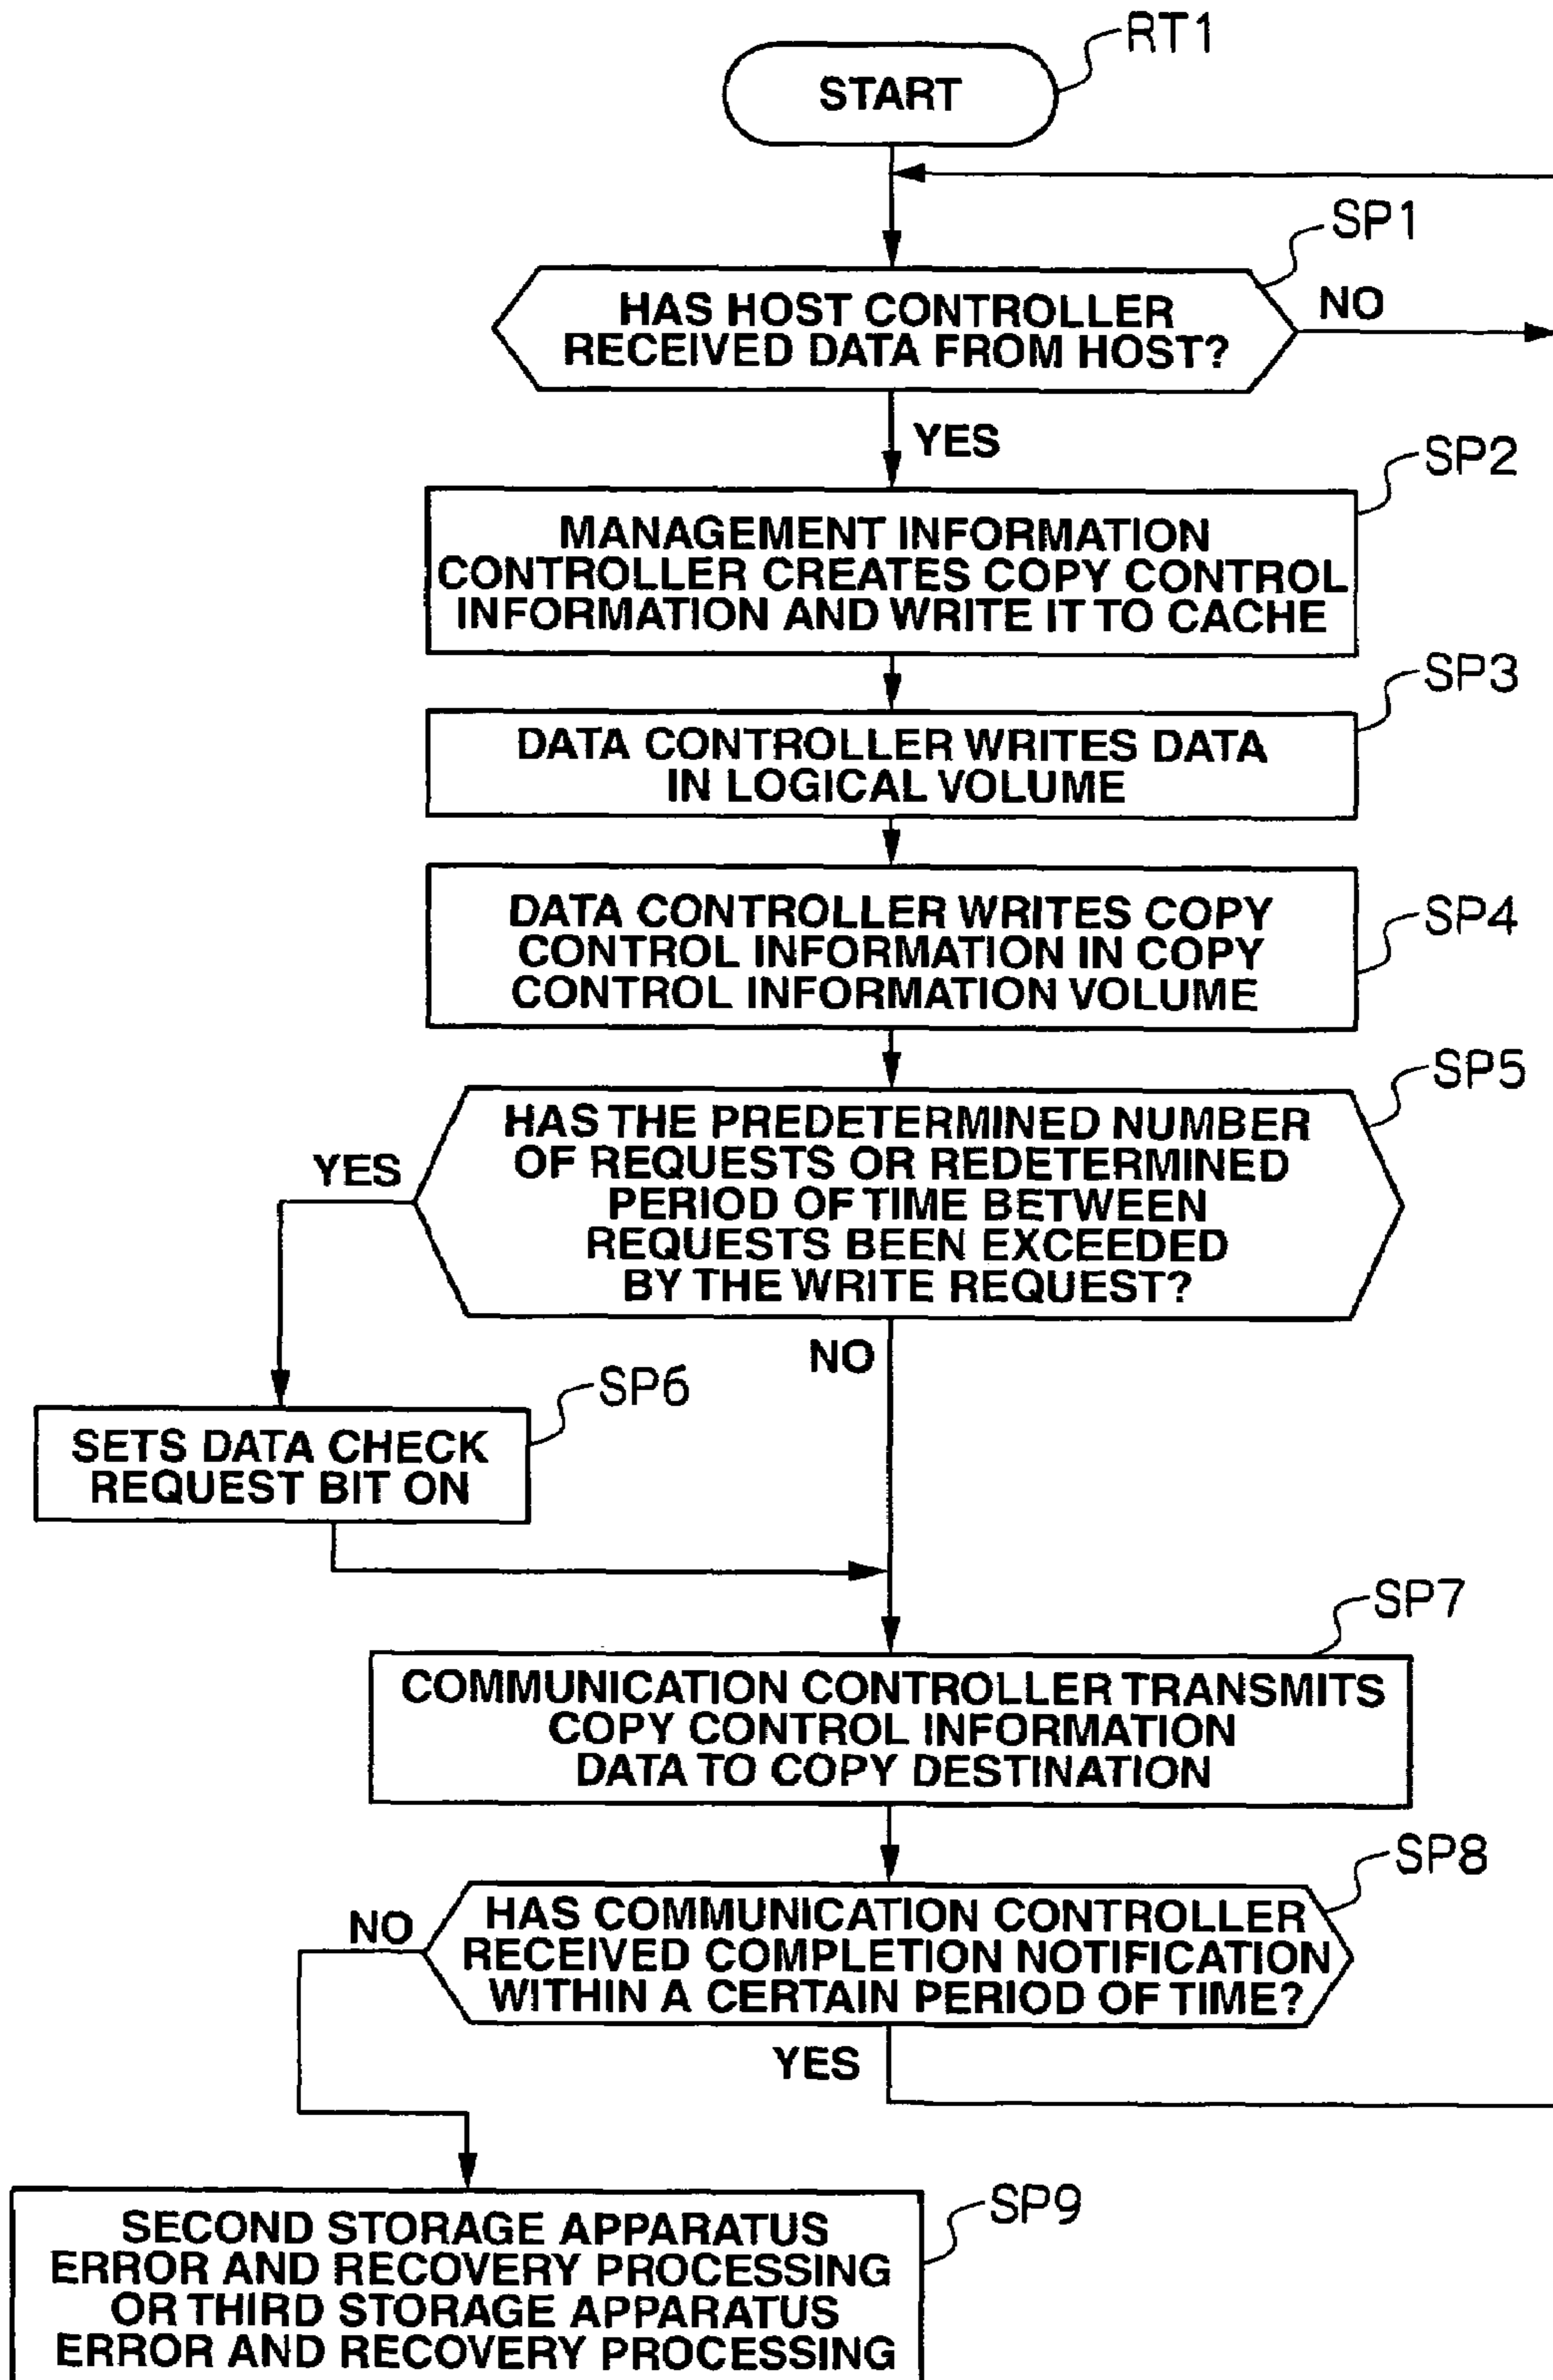 RT1
START
SP1
HAS HOST CONTROLLER
RECEIVED DATA FROM HOST?
NO
YES
SP2
MANAGEMENT INFORMATION
CONTROLLER CREATES COPY CONTROL
INFORMATION AND WRITE IT TO CACHE
SP3
DATA CONTROLLER WRITES DATA
IN LOGICAL VOLUME
DATA CONTROLLER WRITES COPY
CONTROL INFORMATION IN COPY
CONTROL INFORMATION VOLUME
SP4
SP5
HAS THE PREDETERMINED NUMBER
OF REQUESTS OR REDETERMINED
PERIOD OF TIME BETWEEN
REQUESTS BEEN EXCEEDED
BY THE WRITE REQUEST?
YES
NO
SP6
SETS DATA CHECK
REQUEST BIT ON
SP7
COMMUNICATION CONTROLLER TRANSMITS
COPY CONTROL INFORMATION
DATA TO COPY DESTINATION
SP8
HAS COMMUNICATION CONTROLLER
RECEIVED COMPLETION NOTIFICATION
WITHIN A CERTAIN PERIOD OF TIME?
NO
YES
SP9
SECOND STORAGE APPARATUS
ERROR AND RECOVERY PROCESSING
OR THIRD STORAGE APPARATUS
ERROR AND RECOVERY PROCESSING